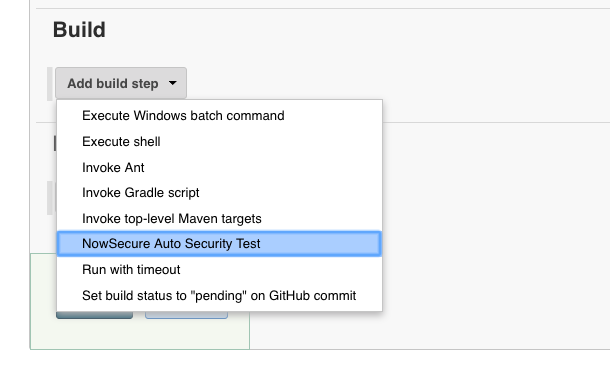 Build
Add build step
Execute Windows batch command
Execute shell
Invoke Ant
Invoke Gradle script
Invoke top-level Maven targets
NowSecure Auto Security Test
Run with timeout
Set build status to "pending" on GitHub commit